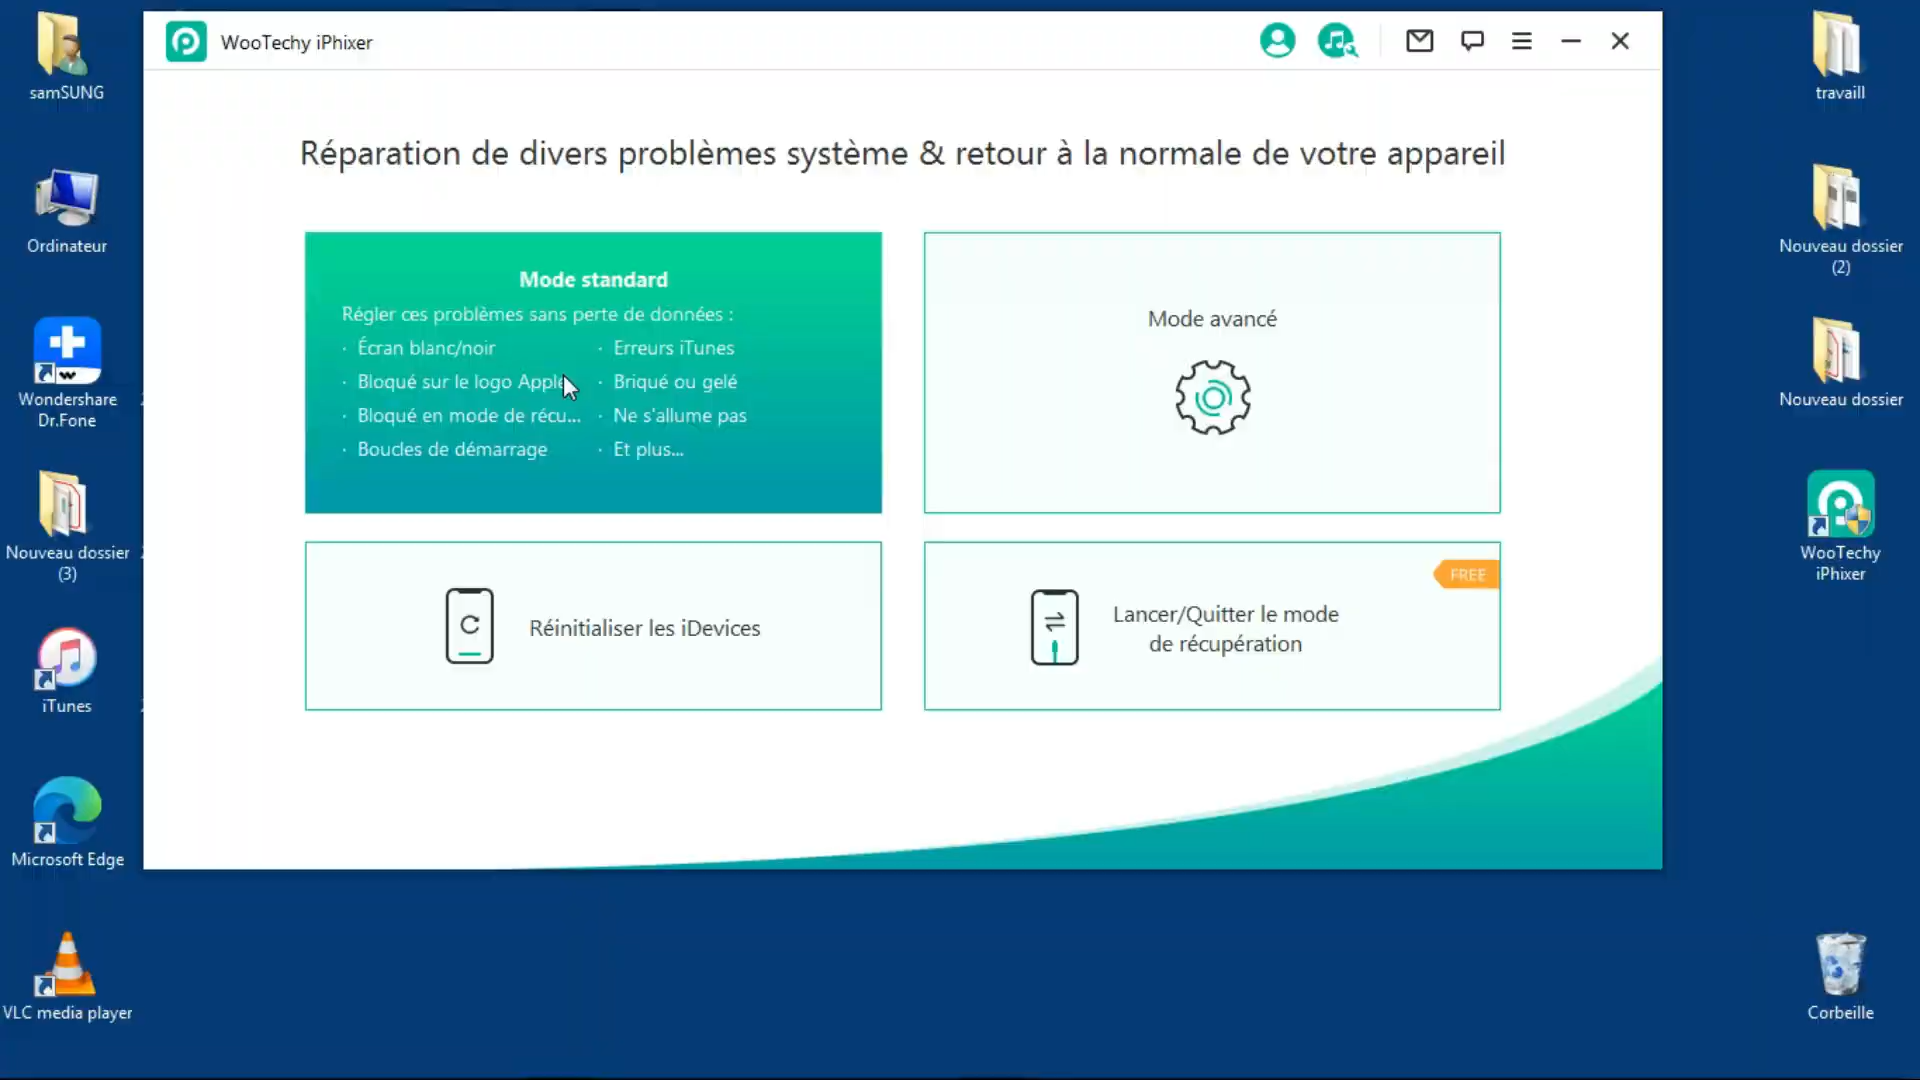 WooTechy iPhixer
Réparation de divers problèmes système & retour à la normale de votre appareil
Mode standard
Régler ces problèmes sans perte de données :
· Écran blanc/noir
· Bloqué sur le logo Apple
· Bloqué en mode de récu...
· Boucles de démarrage
· Erreurs iTunes
· Briqué ou gelé
· Ne s'allume pas
· Et plus...
Mode avancé
Réinitialiser les iDevices
FREE
Lancer/Quitter le mode
de récupération
samSUNG
Ordinateur
Wondershare
Dr.Fone
Nouveau dossier
(3)
iTunes
Microsoft Edge
VLC media player
travaill
Nouveau dossier
(2)
Nouveau dossier
WooTechy
iPhixer
Corbeille